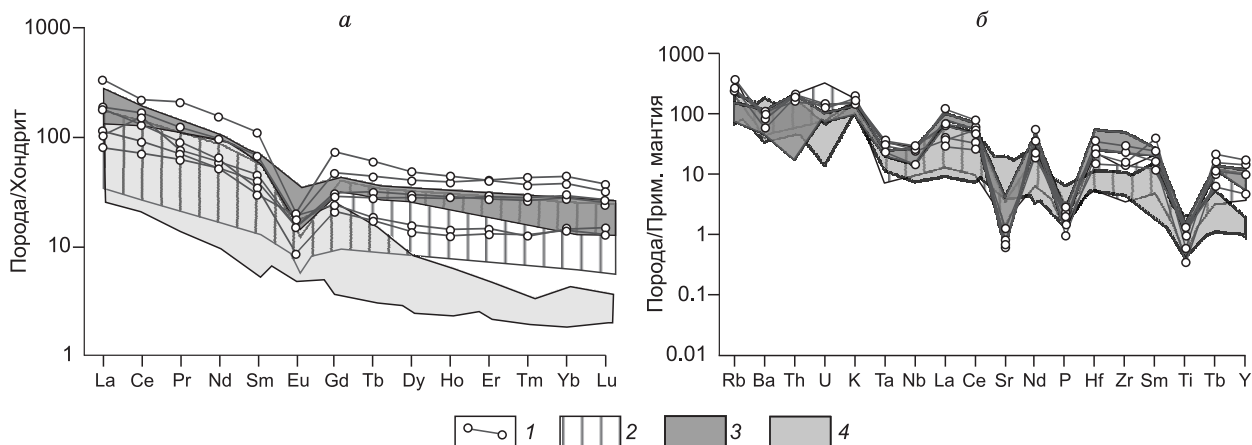 а
1000
100
10
1
Порода/Хондрит
La Ce Pr Nd Sm Eu Gd Tb Dy Ho Er Tm Yb Lu
б
1000
100
10
1
0.1
0.01
Порода/Прим. мантия
Rb Ba Th U K Ta Nb La Ce Sr Nd P Hf Zr Sm Ti Tb Y
1 2 3 4